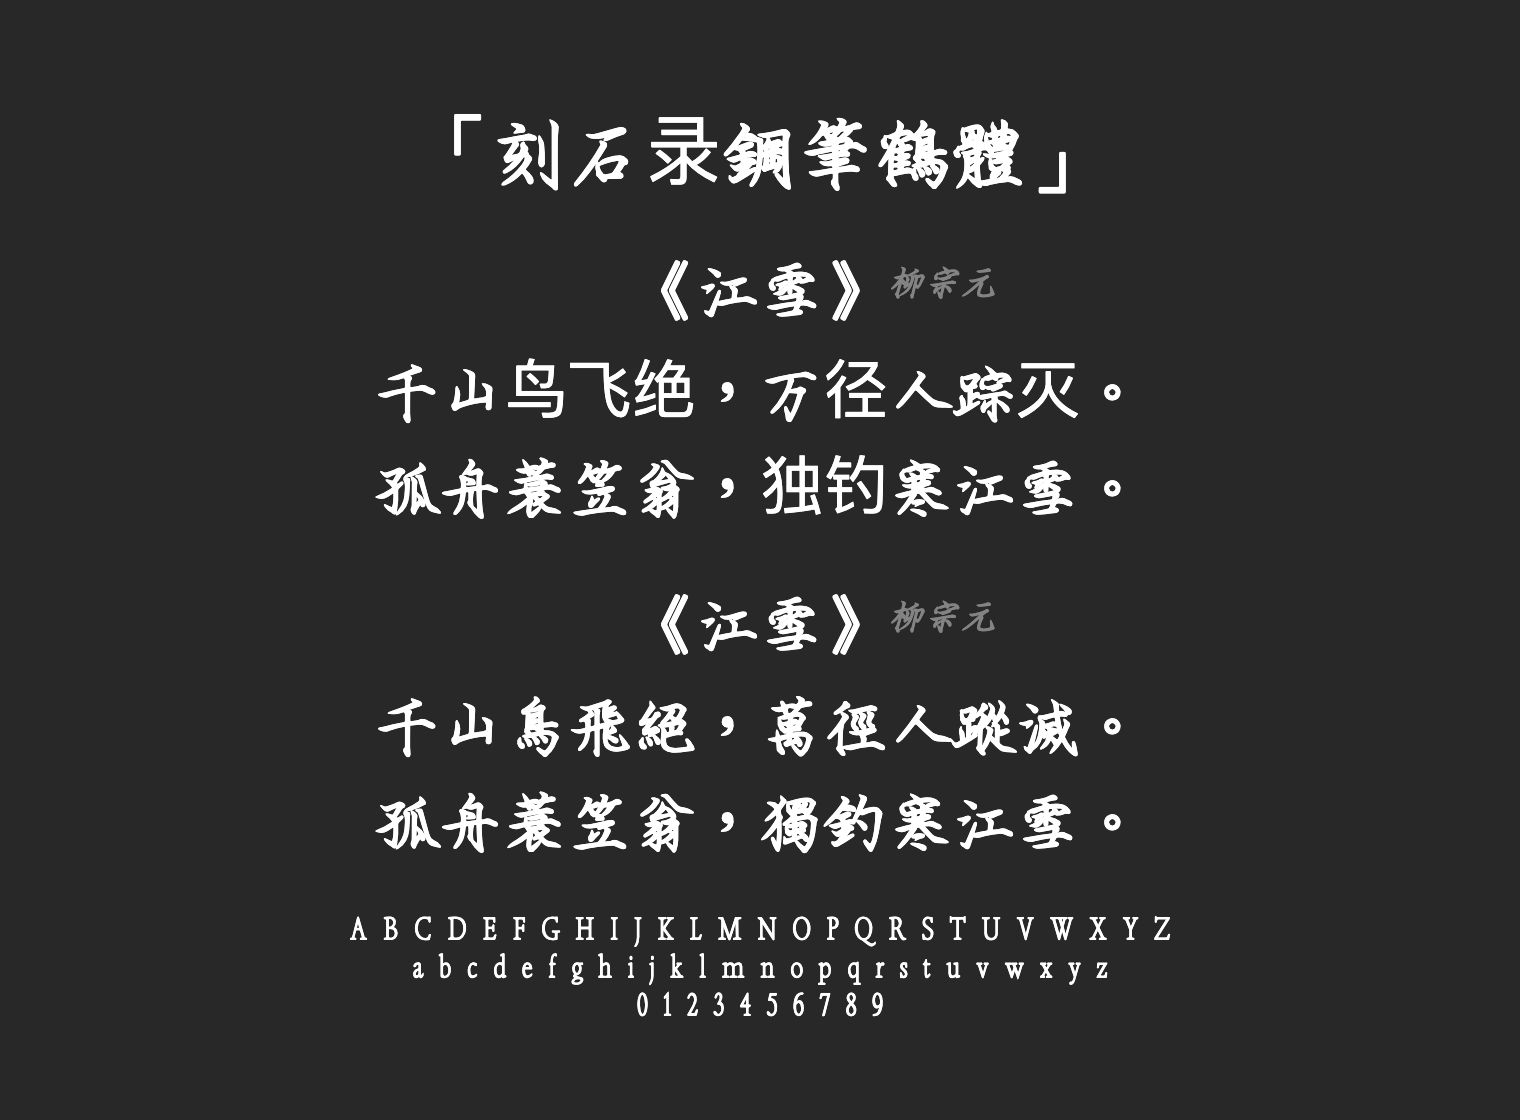 「刻石录鋼筆鶴體」
《江雪》柳宗元
千山鸟飞绝，万径人踪灭。
孤舟蓑笠翁，独钓寒江雪。
《江雪》柳宗元
千山鳥飛絕，萬徑人蹤滅。
孤舟蓑笠翁，獨釣寒江雪。
A B C D E F G H I J K L M N O P Q R S T U V W X Y Z
a b c d e f g h i j k l m n o p q r s t u v w x y z
0 1 2 3 4 5 6 7 8 9